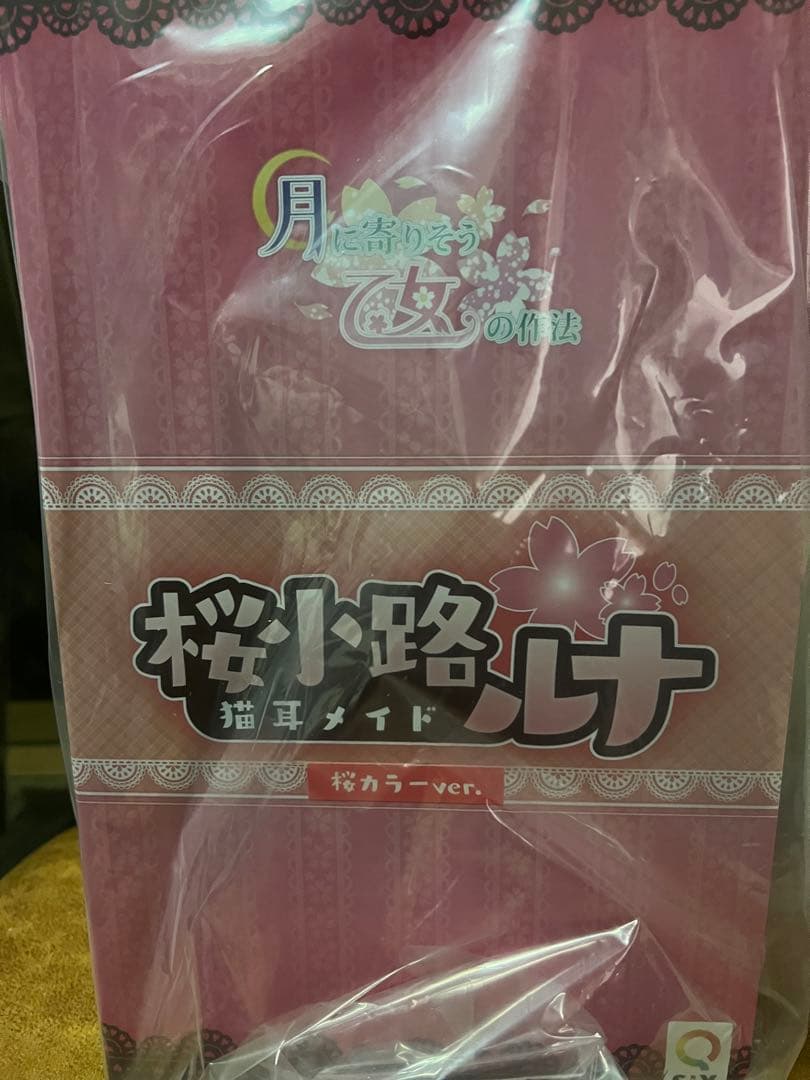 月に寄りそう
乙女の作法
桜小路ルナ
猫耳メイド
桜カラーver.